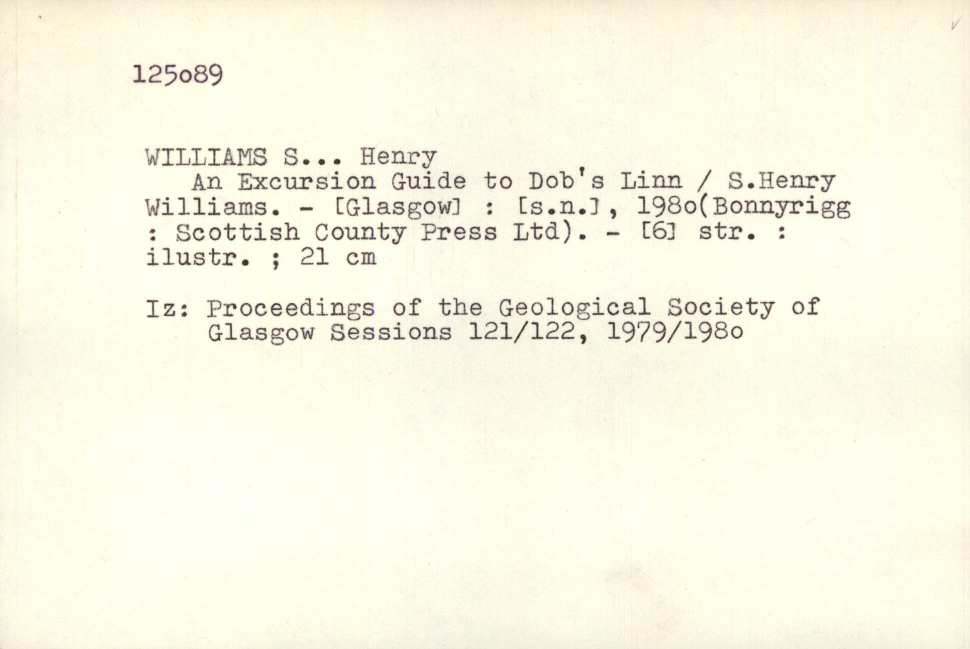 125o89
WILLIAMS S... Henry
An Excursion Guide to Dob's Linn / S.Henry
Williams. - [Glasgow] : [s.n.], 198o(Bonnyrigg
: Scottish County Press Ltd). - [6] str. :
ilustr. ; 21 cm
Iz: Proceedings of the Geological Society of
Glasgow Sessions 121/122, 1979/198o